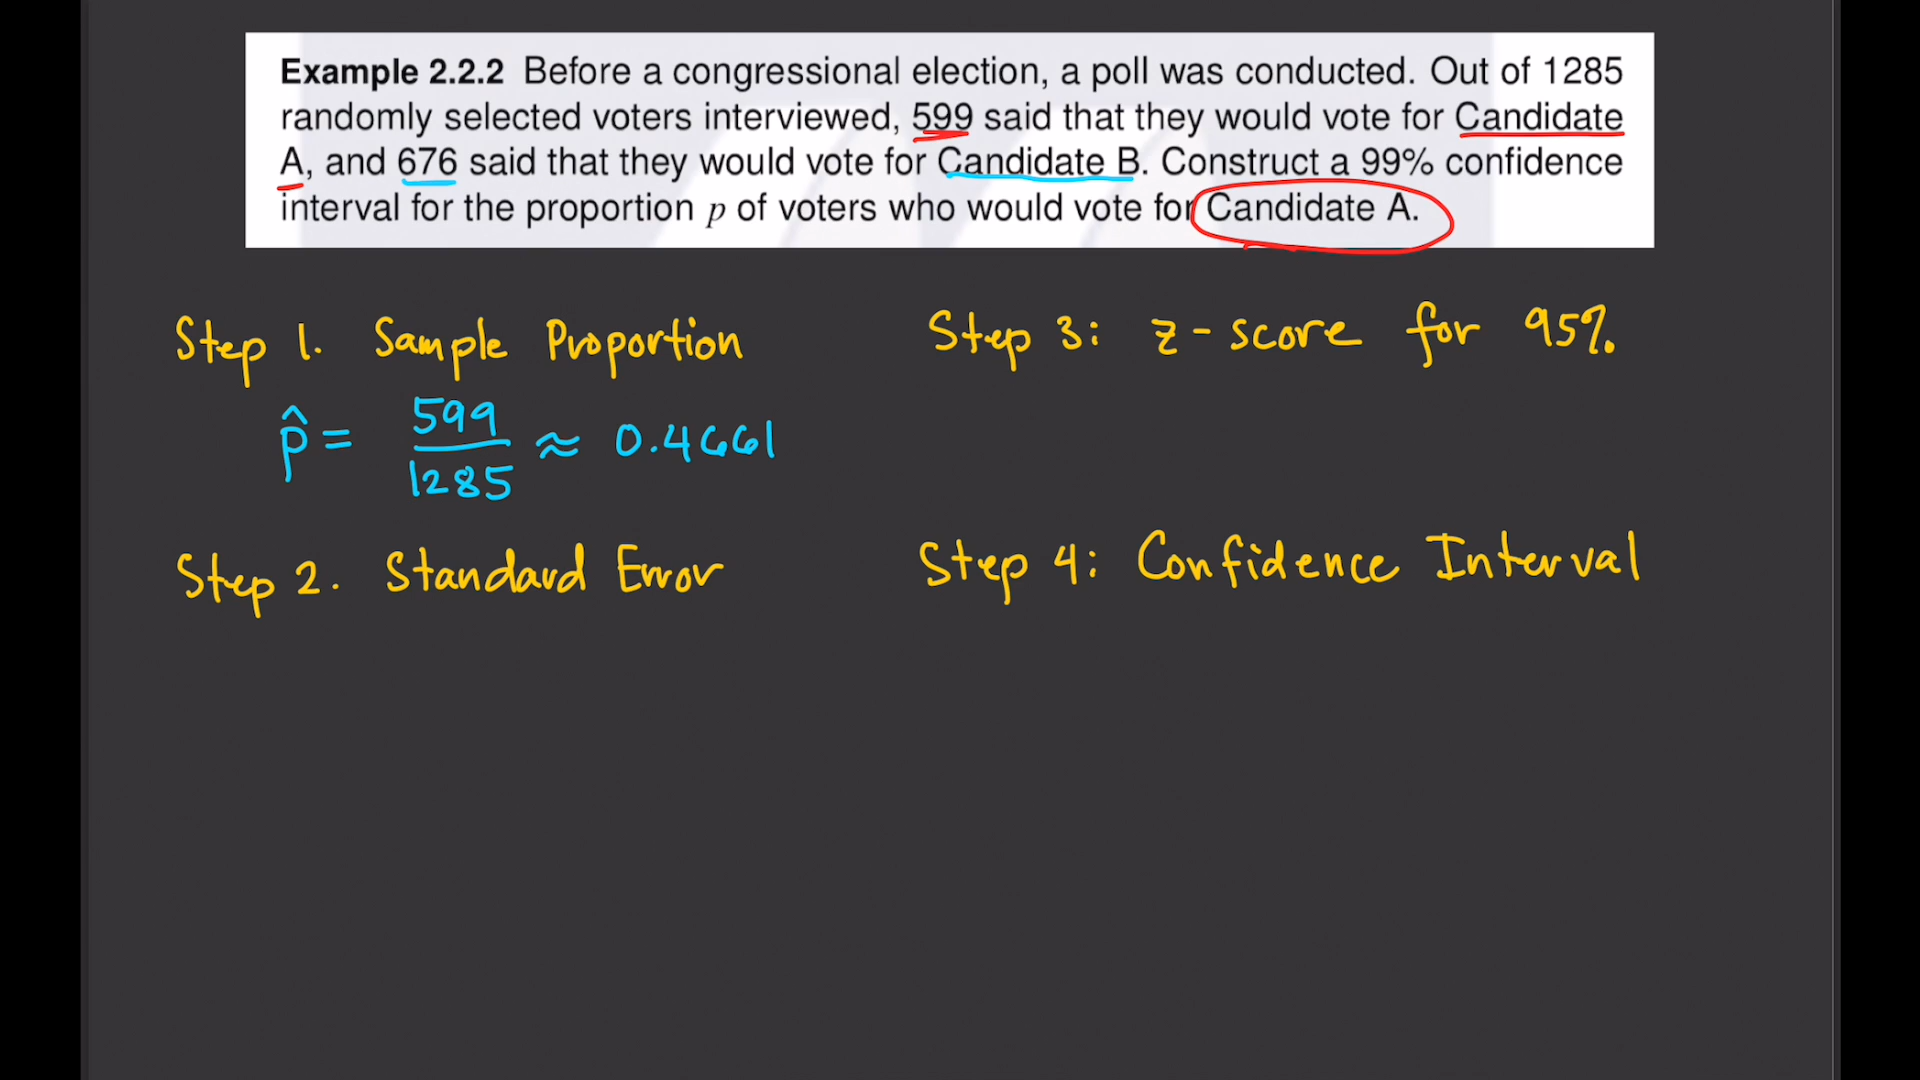 Example 2.2.2 Before a congressional election, a poll was conducted. Out of 1285
randomly selected voters interviewed, 599 said that they would vote for Candidate
A, and 676 said that they would vote for Candidate B. Construct a 99% confidence
interval for the proportion p of voters who would vote for Candidate A.
Step 1. Sample Proportion
p̂ = 599/1285 ≈ 0.4661
Step 2. Standard Error
Step 3: z-score for 95%
Step 4: Confidence Interval